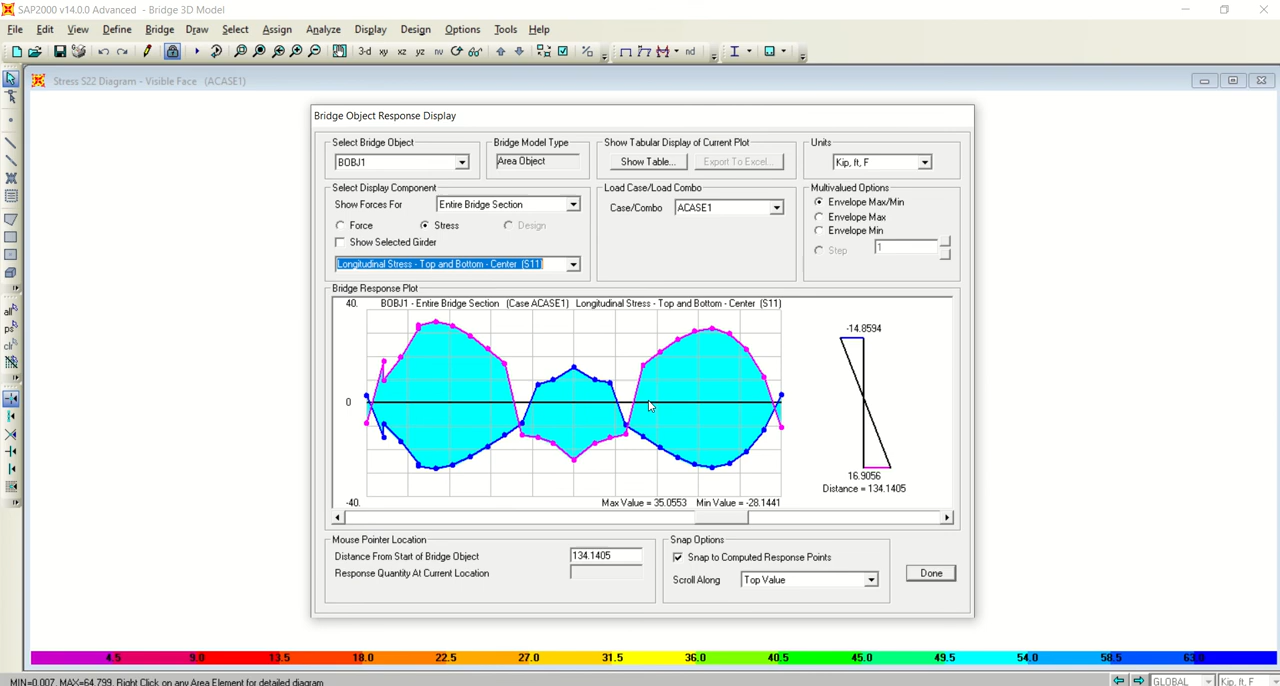 SAP2000 v14.0.0 Advanced - Bridge 3D Model
File Edit View Define Bridge Draw Select Assign Analyze Display Design Options Tools Help
3-d xy xz yz nv nd
Stress S22 Diagram - Visible Face (ACASE1)
Bridge Object Response Display
Select Bridge Object
BOBJ1
Bridge Model Type
Area Object
Show Tabular Display of Current Plot
Show Table...
Export To Excel...
Units
Kip, ft, F
Select Display Component
Show Forces For
Entire Bridge Section
Force
Stress
Design
Show Selected Girder
Longitudinal Stress - Top and Bottom - Center (S11)
Load Case/Load Combo
Case/Combo
ACASE1
Multivalued Options
Envelope Max/Min
Envelope Max
Envelope Min
Step
1
Bridge Response Plot
40.
BOBJ1 - Entire Bridge Section (Case ACASE1) Longitudinal Stress - Top and Bottom - Center (S11)
0
-40.
Max Value = 35.0553 Min Value = -28.1441
-14.8594
16.9056
Distance = 134.1405
Mouse Pointer Location
Distance From Start of Bridge Object
134.1405
Response Quantity At Current Location
Snap Options
Snap to Computed Response Points
Scroll Along
Top Value
Done
all
ps
clr
4.5 9.0 13.5 18.0 22.5 27.0 31.5 36.0 40.5 45.0 49.5 54.0 58.5
MIN=0.007, MAX=64.799, Right Click on any Area Element for detailed diagram
GLOBAL
Kip, ft, F